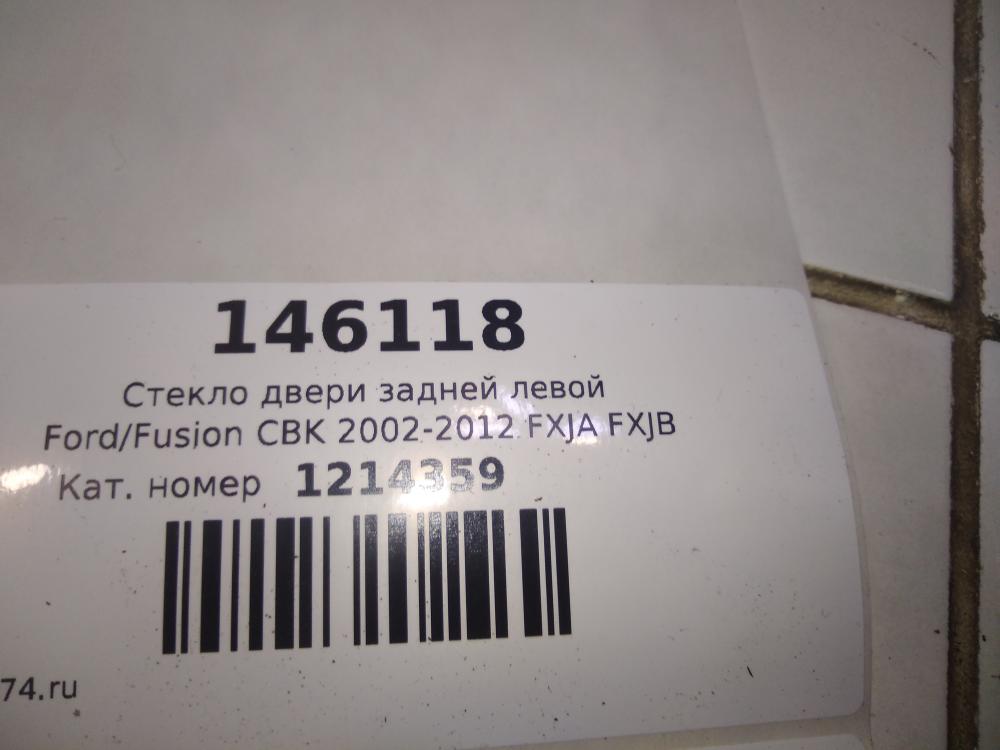 146118
Стекло двери задней левой
Ford/Fusion CBK 2002-2012 FXJA FXJB
Кат. номер 1214359
74.ru